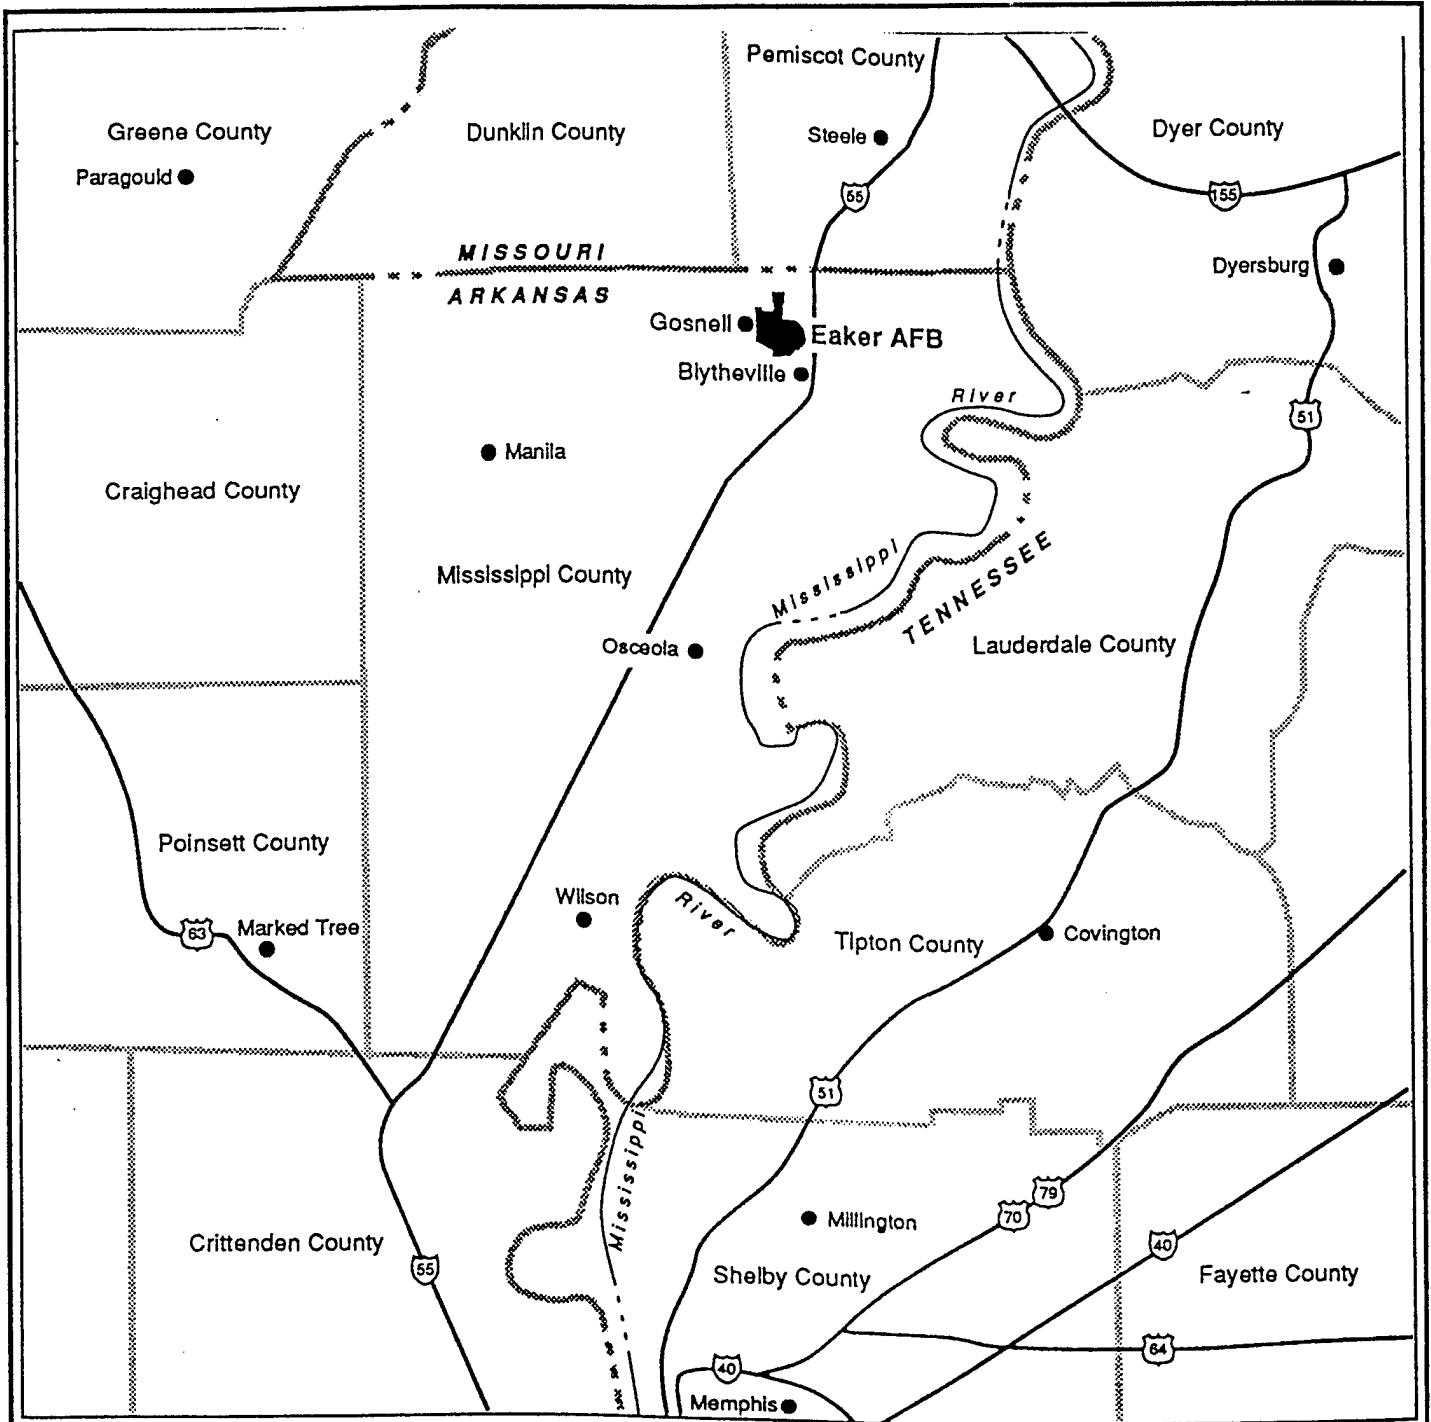 Pemiscot County
Greene County
Dunklin County
Dyer County
Steele
Paragould
55
155
MISSOURI
Dyersburg
ARKANSAS
Gosnell
Eaker AFB
Blytheville
River
51
Manila
Craighead County
Mississippi
TENNESSEE
Mississippi County
Lauderdale County
Osceola
Poinsett County
Wilson
River
63
Marked Tree
Tipton County
Covington
51
Mississippi
79
70
Millington
40
Crittenden County
55
Shelby County
Fayette County
64
40
Memphis